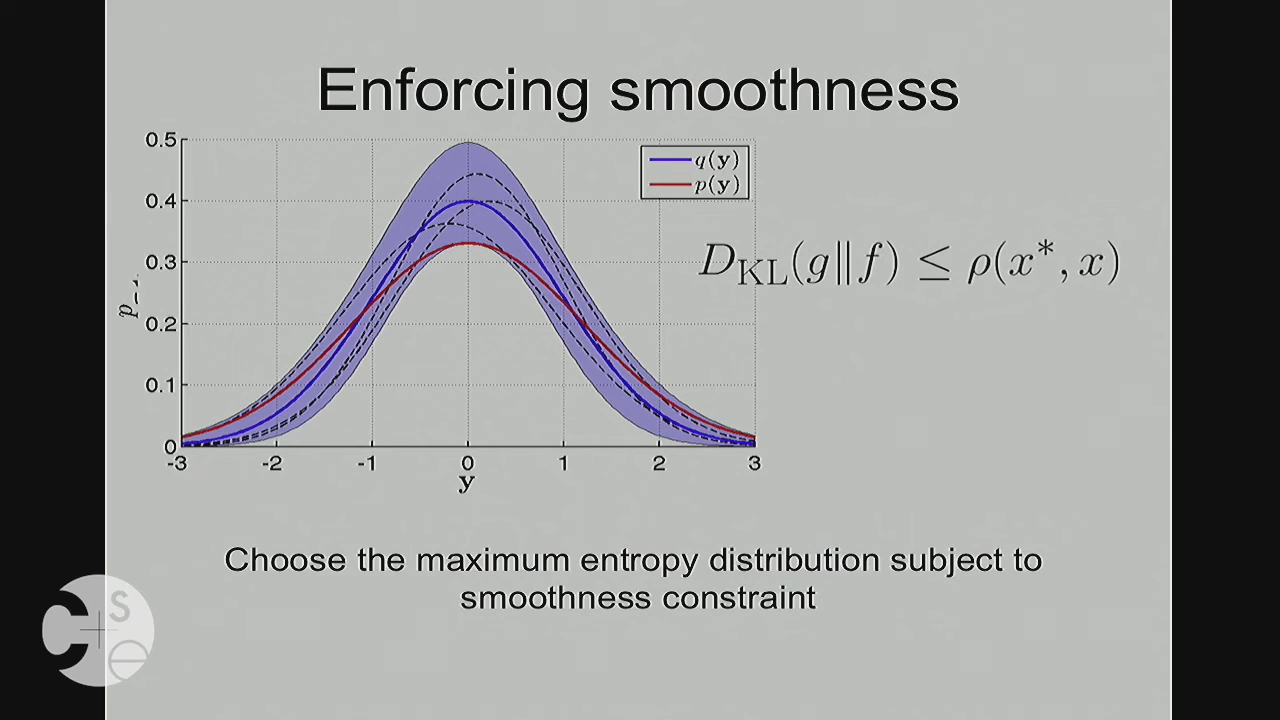 Enforcing smoothness
0.5
0.4
0.3
0.2
0.1
0
-3 -2 -1 0 1 2 3
y
q(y)
p(y)
D_KL(g‖f) ≤ ρ(x*, x)
Choose the maximum entropy distribution subject to
smoothness constraint
C+se